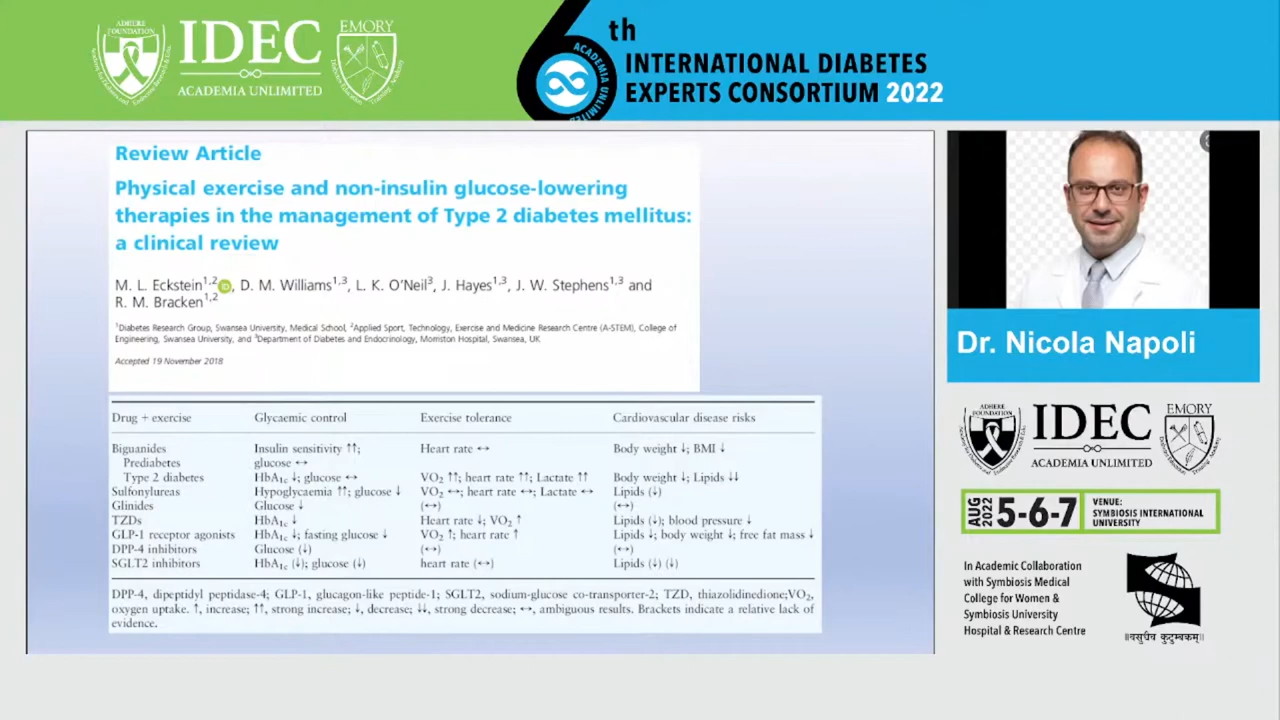 ADHERE
FOUNDATION
IDEC
ACADEMIA UNLIMITED
EMORY
6th
ACADEMIA UNLIMITED
INTERNATIONAL DIABETES
EXPERTS CONSORTIUM 2022
Review Article
Physical exercise and non-insulin glucose-lowering
therapies in the management of Type 2 diabetes mellitus:
a clinical review
M. L. Eckstein1,2 iD, D. M. Williams1,3, L. K. O'Neil3, J. Hayes1,3, J. W. Stephens1,3 and
R. M. Bracken1,2
1Diabetes Research Group, Swansea University, Medical School, 2Applied Sport, Technology, Exercise and Medicine Research Centre (A-STEM), College of
Engineering, Swansea University, and 3Department of Diabetes and Endocrinology, Morriston Hospital, Swansea, UK
Accepted 19 November 2018
Drug + exercise Glycaemic control Exercise tolerance Cardiovascular disease risks
Biguanides Insulin sensitivity ↑↑; Heart rate ↔ Body weight ↓; BMI ↓
Prediabetes glucose ↔
Type 2 diabetes HbA1c ↓; glucose ↔ VO2 ↑↑; heart rate ↑↑; Lactate ↑↑ Body weight ↓; Lipids ↓↓
Sulfonylureas Hypoglycaemia ↑↑; glucose ↓ VO2 ↔; heart rate ↔; Lactate ↔ Lipids (↓)
Glinides Glucose ↓ (↔) (↔)
TZDs HbA1c ↓ Heart rate ↓; VO2 ↑ Lipids (↓); blood pressure ↓
GLP-1 receptor agonists HbA1c ↓; fasting glucose ↓ VO2 ↑; heart rate ↑ Lipids ↓; body weight ↓; free fat mass ↓
DPP-4 inhibitors Glucose (↓) (↔) (↔)
SGLT2 inhibitors HbA1c (↓); glucose (↓) heart rate (↔) Lipids (↓) (↓)
DPP-4, dipeptidyl peptidase-4; GLP-1, glucagon-like peptide-1; SGLT2, sodium-glucose co-transporter-2; TZD, thiazolidinedione;VO2,
oxygen uptake. ↑, increase; ↑↑, strong increase; ↓, decrease; ↓↓, strong decrease; ↔, ambiguous results. Brackets indicate a relative lack of
evidence.
Dr. Nicola Napoli
ADHERE
FOUNDATION
IDEC
ACADEMIA UNLIMITED
EMORY
AUG
2022
5-6-7
VENUE:
SYMBIOSIS INTERNATIONAL
UNIVERSITY
In Academic Collaboration
with Symbiosis Medical
College for Women &
Symbiosis University
Hospital & Research Centre
॥वसुधैव कुटुम्बकम्॥